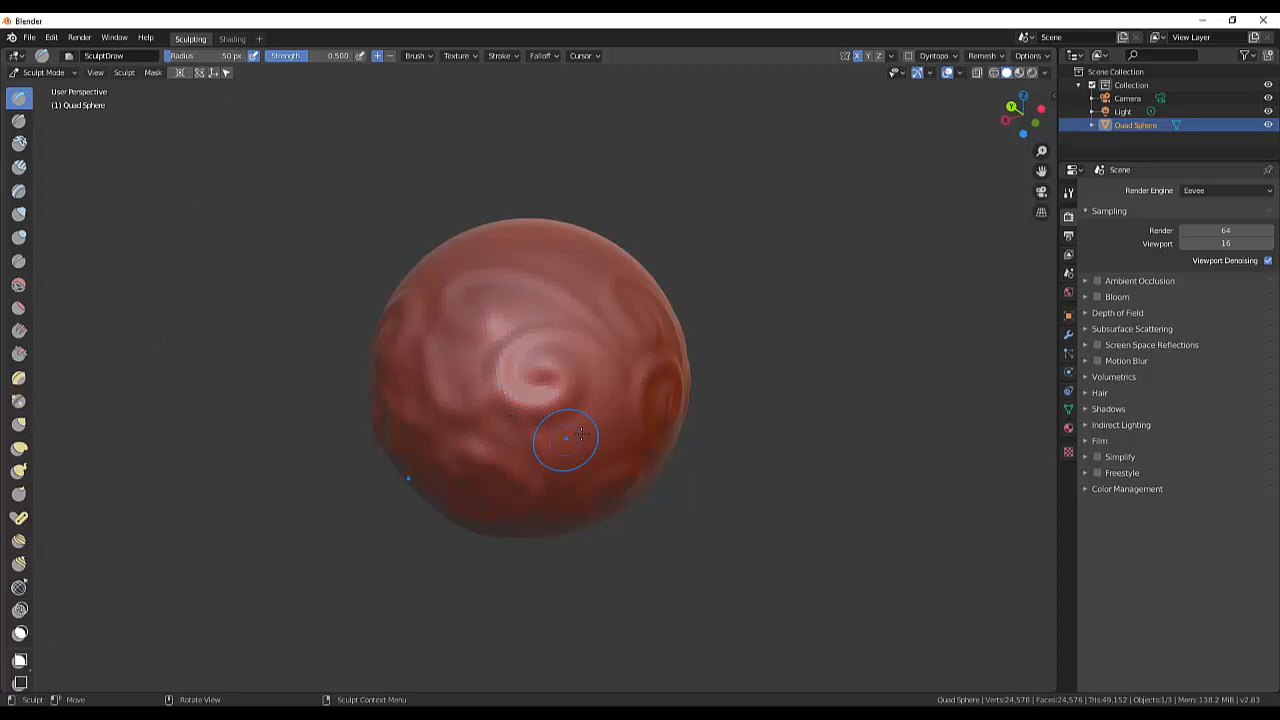 Blender
File Edit Render Window Help Sculpting Shading + Scene View Layer
SculptDraw Radius 50 px Strength 0.500 Brush Texture Stroke Falloff Cursor X Y Z Dyntopo Remesh Options
Sculpt Mode View Sculpt Mask
User Perspective
(1) Quad Sphere
Z
Y
X
Scene Collection
Collection
Camera
Light
Quad Sphere
Scene
Render Engine Eevee
Sampling
Render 64
Viewport 16
Viewport Denoising
Ambient Occlusion
Bloom
Depth of Field
Subsurface Scattering
Screen Space Reflections
Motion Blur
Volumetrics
Hair
Shadows
Indirect Lighting
Film
Simplify
Freestyle
Color Management
Sculpt Move Rotate View Sculpt Context Menu Quad Sphere | Verts:24,578 | Faces:24,576 | Tris:49,152 | Objects:1/3 | Mem: 138.2 MiB | v2.83